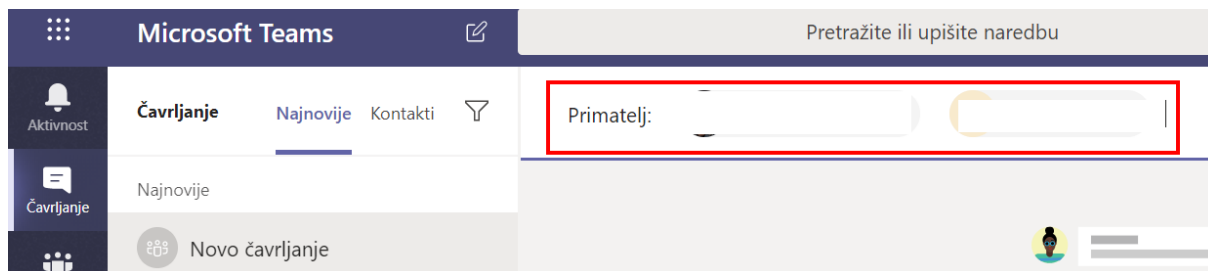 Microsoft Teams
Pretražite ili upišite naredbu
Aktivnost
Čavrljanje
Najnovije
Kontakti
Primatelj:
Čavrljanje
Najnovije
Novo čavrljanje